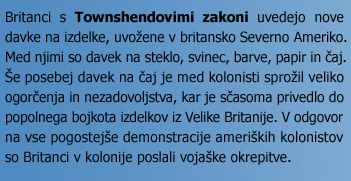 Britanci s Townshendovimi zakoni uvedejo nove
davke na izdelke, uvožene v britansko Severno Ameriko.
Med njimi so davek na steklo, svinec, barve, papir in čaj.
Še posebej davek na čaj je med kolonisti sprožil veliko
ogorčenja in nezadovoljstva, kar je sčasoma privedlo do
popolnega bojkota izdelkov iz Velike Britanije. V odgovor
na vse pogostejše demonstracije ameriških kolonistov
so Britanci v kolonije poslali vojaške okrepitve.